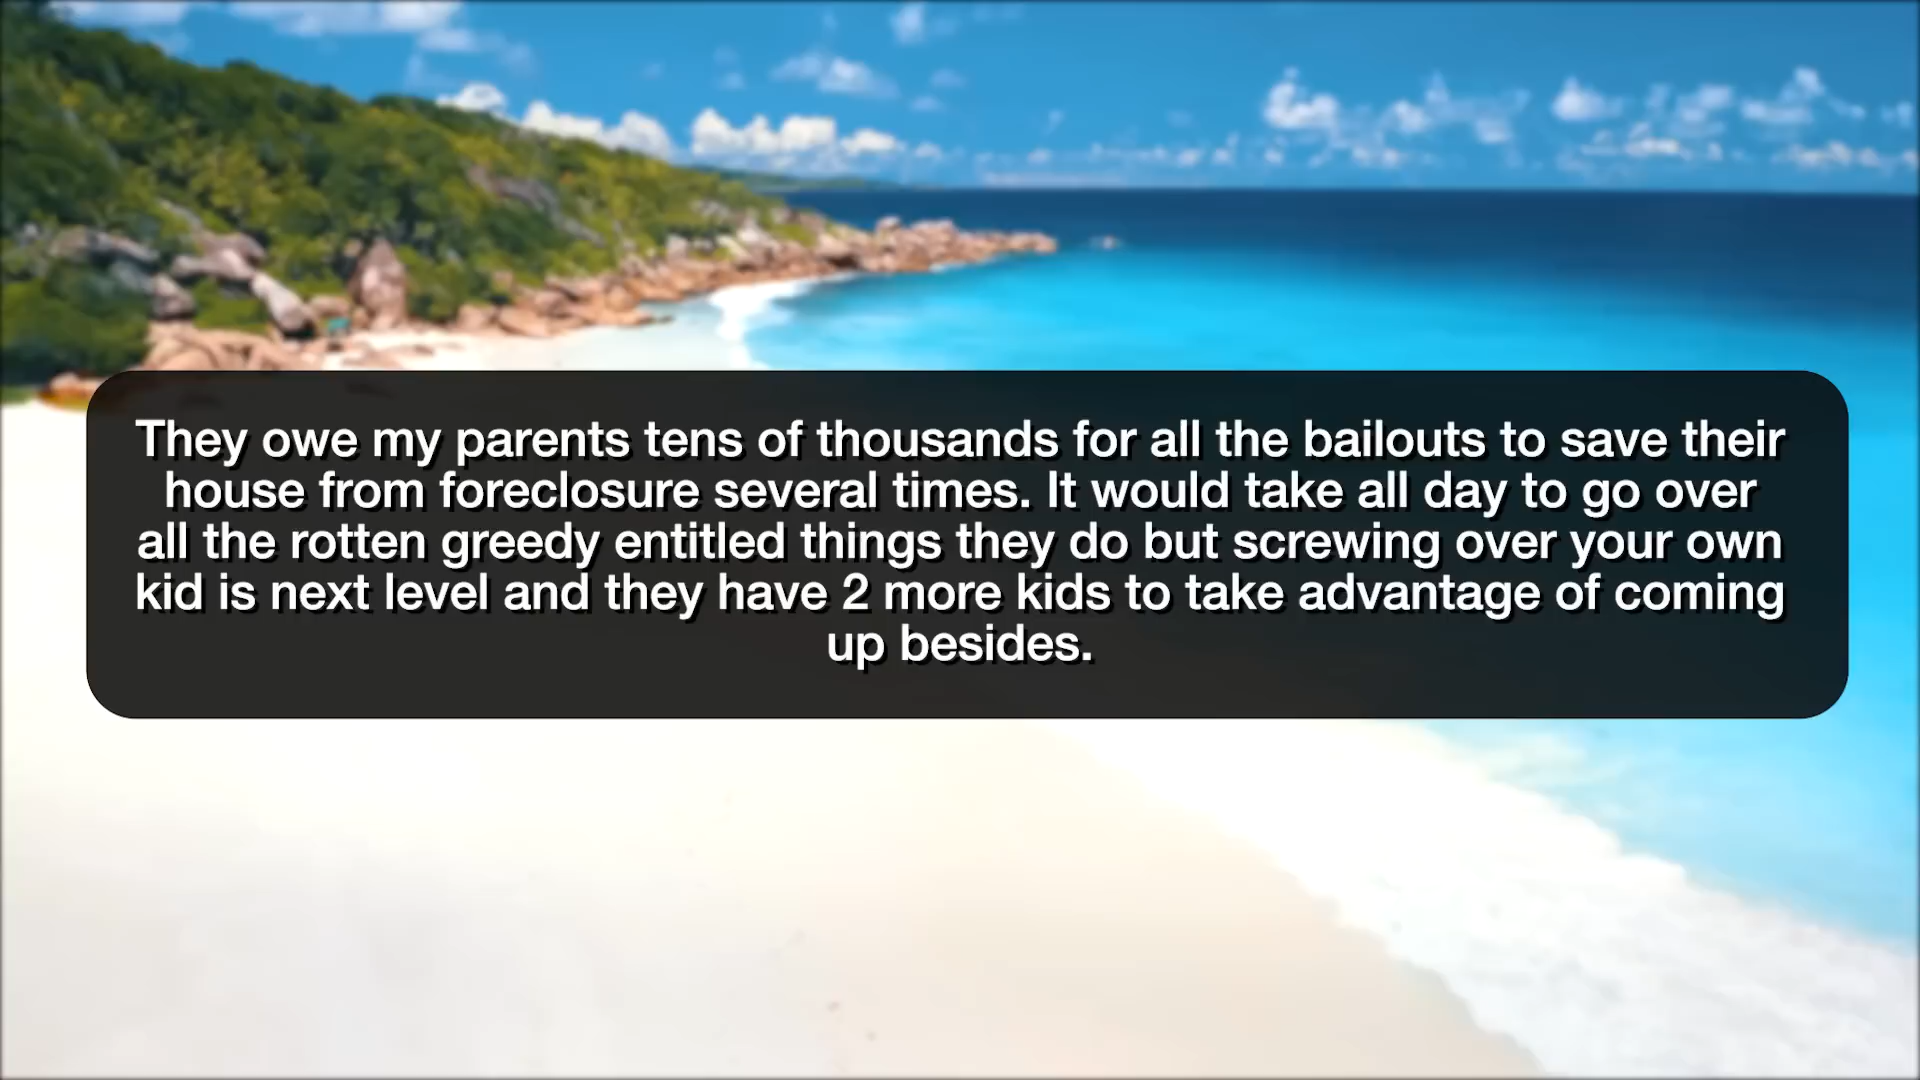 They owe my parents tens of thousands for all the bailouts to save their
house from foreclosure several times. It would take all day to go over
all the rotten greedy entitled things they do but screwing over your own
kid is next level and they have 2 more kids to take advantage of coming
up besides.